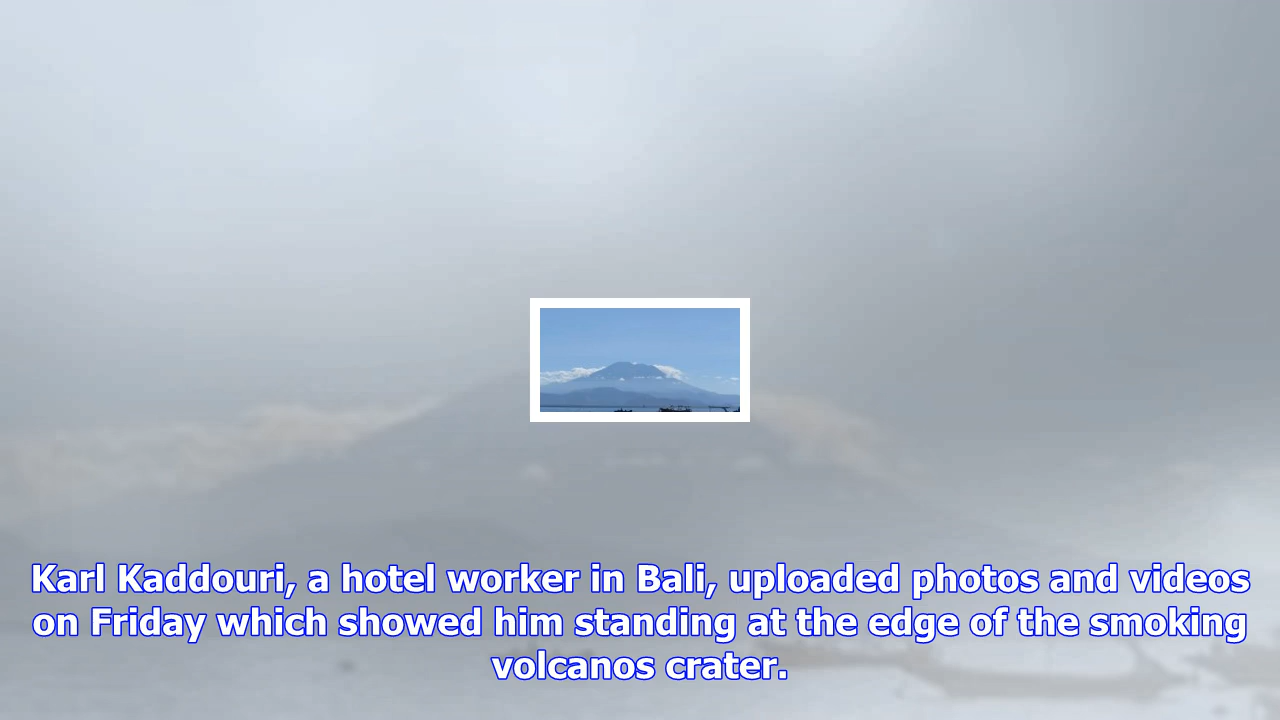 Karl Kaddouri, a hotel worker in Bali, uploaded photos and videos
on Friday which showed him standing at the edge of the smoking
volcanos crater.